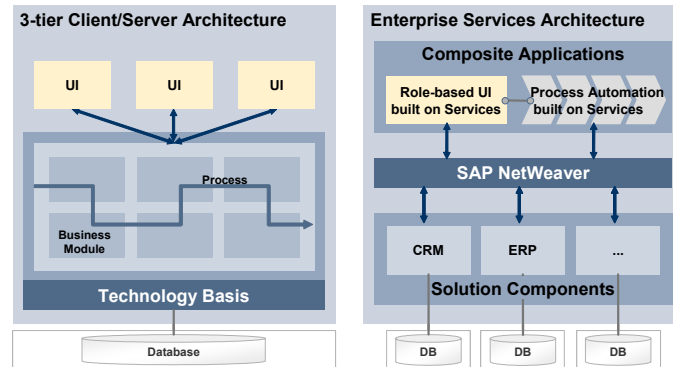 3-tier Client/Server Architecture
UI
UI
UI
Process
Business
Module
Technology Basis
Database
Enterprise Services Architecture
Composite Applications
Role-based UI
built on Services
Process Automation
built on Services
SAP NetWeaver
CRM
ERP
...
Solution Components
DB
DB
DB